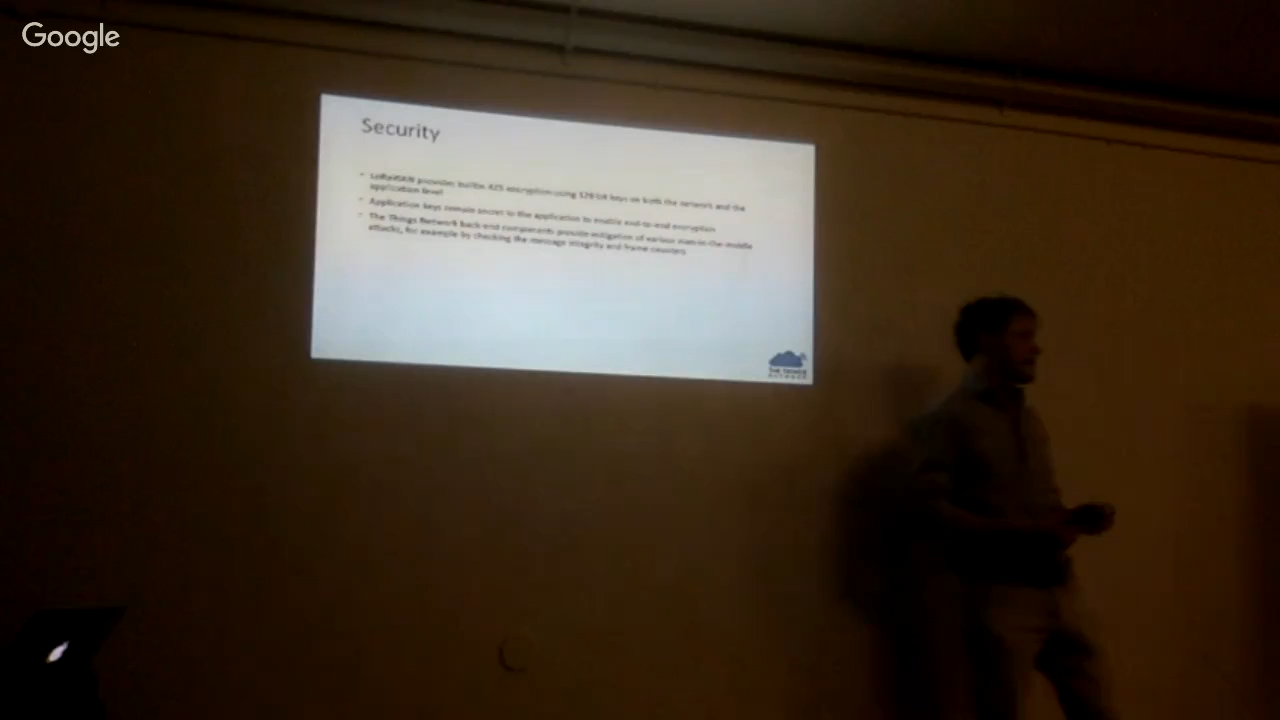 Google
Security
LoRaWAN provides builtin AES encryption using 128 bit keys on both the network and the
application level
Application keys remain secret to the application to enable end-to-end encryption
The Things Network back end components provide mitigation of various man-in-the-middle
attacks, for example by checking the message integrity and frame counters
THE THINGS
NETWORK